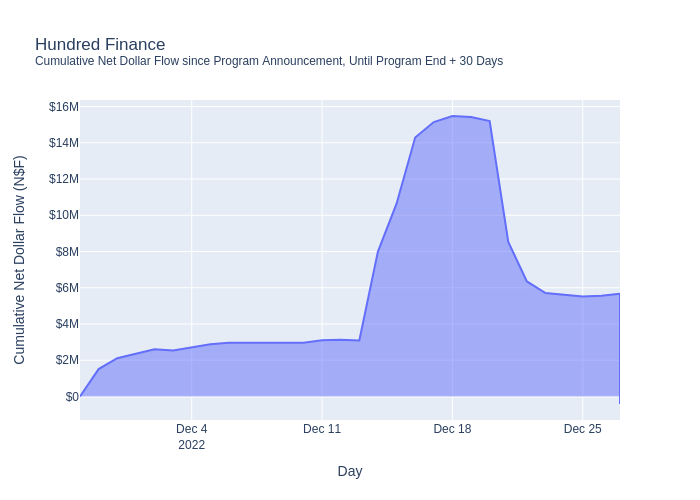 Hundred Finance
Cumulative Net Dollar Flow since Program Announcement, Until Program End + 30 Days
Cumulative Net Dollar Flow (N$F)
$16M
$14M
$12M
$10M
$8M
$6M
$4M
$2M
$0
Dec 4
2022
Dec 11
Dec 18
Dec 25
Day